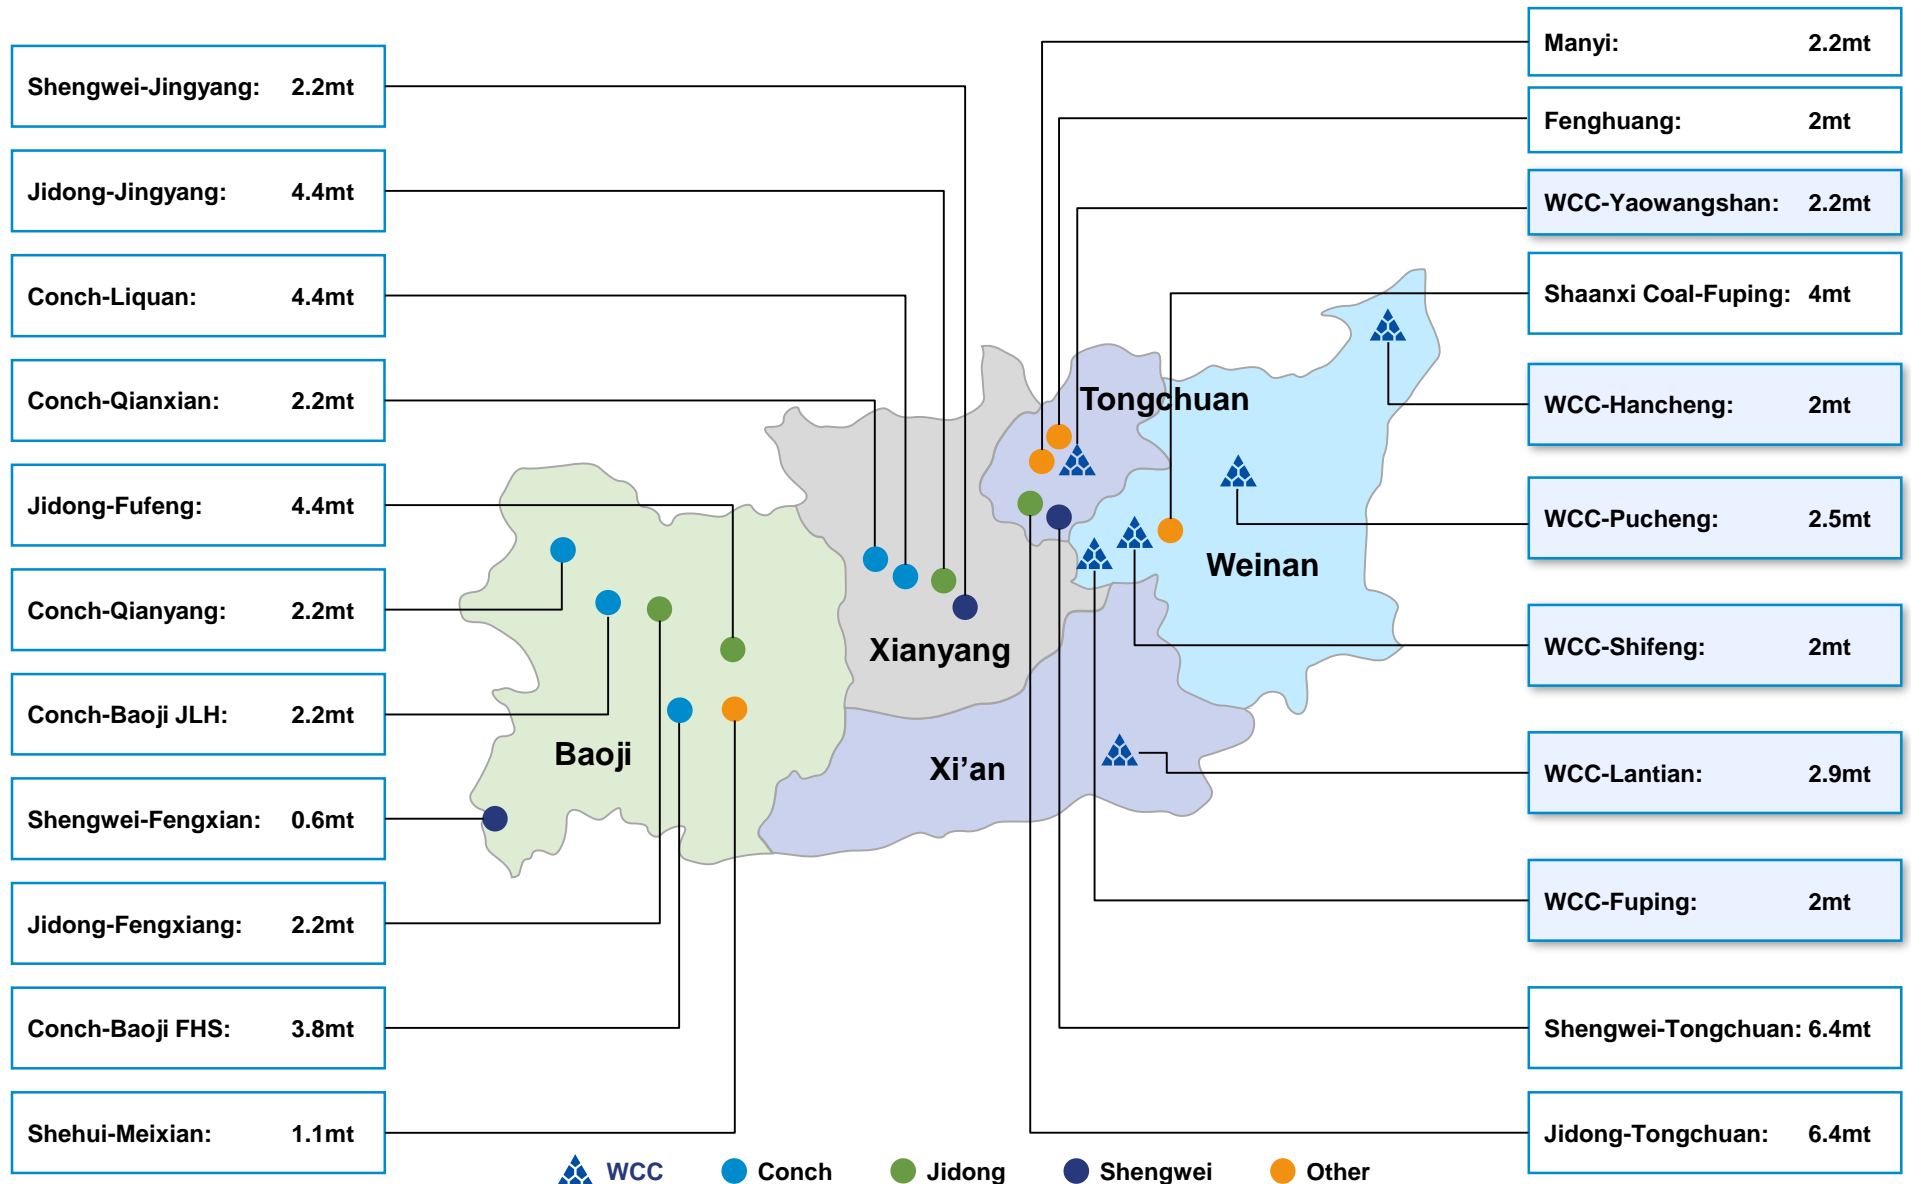 Shengwei-Jingyang: 2.2mt
Jidong-Jingyang: 4.4mt
Conch-Liquan: 4.4mt
Conch-Qianxian: 2.2mt
Jidong-Fufeng: 4.4mt
Conch-Qianyang: 2.2mt
Conch-Baoji JLH: 2.2mt
Shengwei-Fengxian: 0.6mt
Jidong-Fengxiang: 2.2mt
Conch-Baoji FHS: 3.8mt
Shehui-Meixian: 1.1mt
Tongchuan
Weinan
Xianyang
Baoji
Xi’an
Manyi: 2.2mt
Fenghuang: 2mt
WCC-Yaowangshan: 2.2mt
Shaanxi Coal-Fuping: 4mt
WCC-Hancheng: 2mt
WCC-Pucheng: 2.5mt
WCC-Shifeng: 2mt
WCC-Lantian: 2.9mt
WCC-Fuping: 2mt
Shengwei-Tongchuan: 6.4mt
Jidong-Tongchuan: 6.4mt
WCC Conch Jidong Shengwei Other